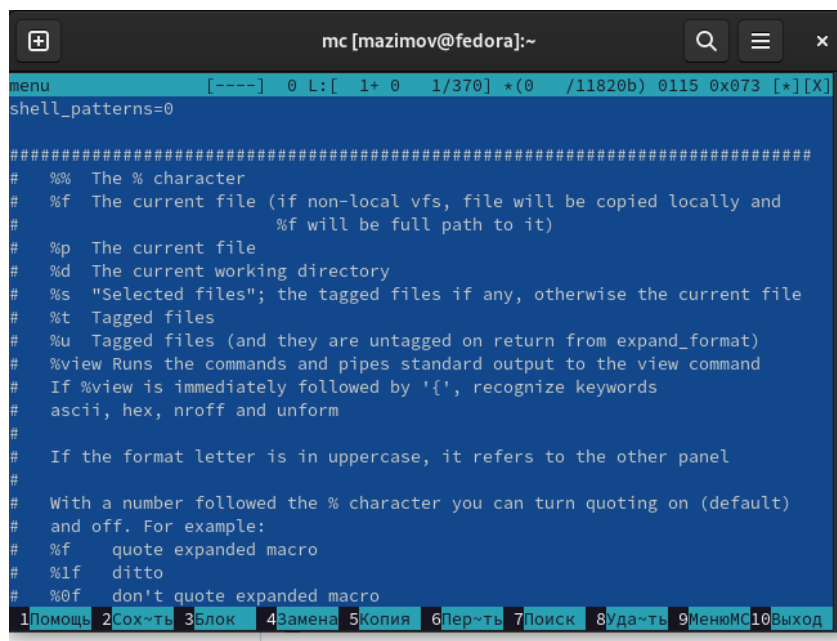 mc [mazimov@fedora]:~
menu [----] 0 L:[ 1+ 0 1/370] *(0 /11820b) 0115 0x073 [*][X]
shell_patterns=0
################################################################################
# %% The % character
# %f The current file (if non-local vfs, file will be copied locally and
# %f will be full path to it)
# %p The current file
# %d The current working directory
# %s "Selected files"; the tagged files if any, otherwise the current file
# %t Tagged files
# %u Tagged files (and they are untagged on return from expand_format)
# %view Runs the commands and pipes standard output to the view command
# If %view is immediately followed by '{', recognize keywords
# ascii, hex, nroff and unform
#
# If the format letter is in uppercase, it refers to the other panel
#
# With a number followed the % character you can turn quoting on (default)
# and off. For example:
# %f quote expanded macro
# %1f ditto
# %0f don't quote expanded macro
1Помощь 2Сох~ть 3Блок 4Замена 5Копия 6Пер~ть 7Поиск 8Уда~ть 9МенюMC10Выход